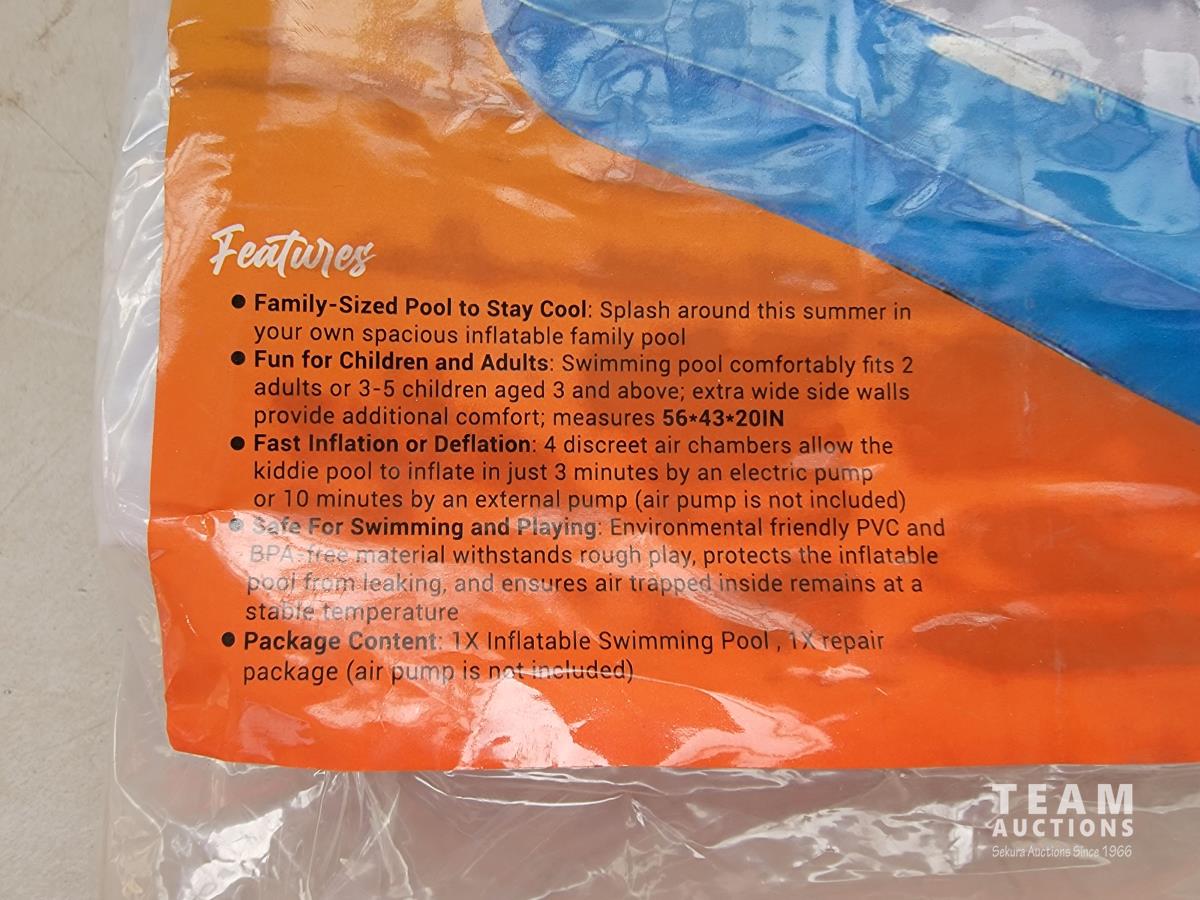 Features
● Family-Sized Pool to Stay Cool: Splash around this summer in
your own spacious inflatable family pool
● Fun for Children and Adults: Swimming pool comfortably fits 2
adults or 3-5 children aged 3 and above; extra wide side walls
provide additional comfort; measures 56*43*20IN
● Fast Inflation or Deflation: 4 discreet air chambers allow the
kiddie pool to inflate in just 3 minutes by an electric pump
or 10 minutes by an external pump (air pump is not included)
● Safe For Swimming and Playing: Environmental friendly PVC and
BPA- free material withstands rough play, protects the inflatable
pool from leaking, and ensures air trapped inside remains at a
stable temperature
● Package Content: 1X Inflatable Swimming Pool , 1X repair
package (air pump is not included)
TEAM
AUCTIONS
Sekura Auctions Since 1966